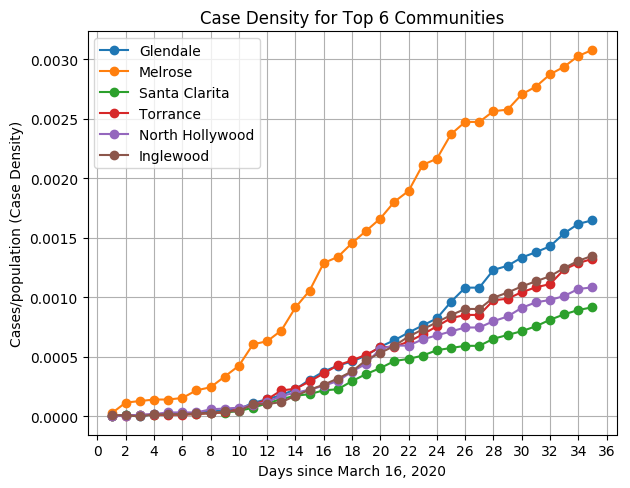 Case Density for Top 6 Communities
Glendale
Melrose
Santa Clarita
Torrance
North Hollywood
Inglewood
Cases/population (Case Density)
0.0030
0.0025
0.0020
0.0015
0.0010
0.0005
0.0000
0 2 4 6 8 10 12 14 16 18 20 22 24 26 28 30 32 34 36
Days since March 16, 2020